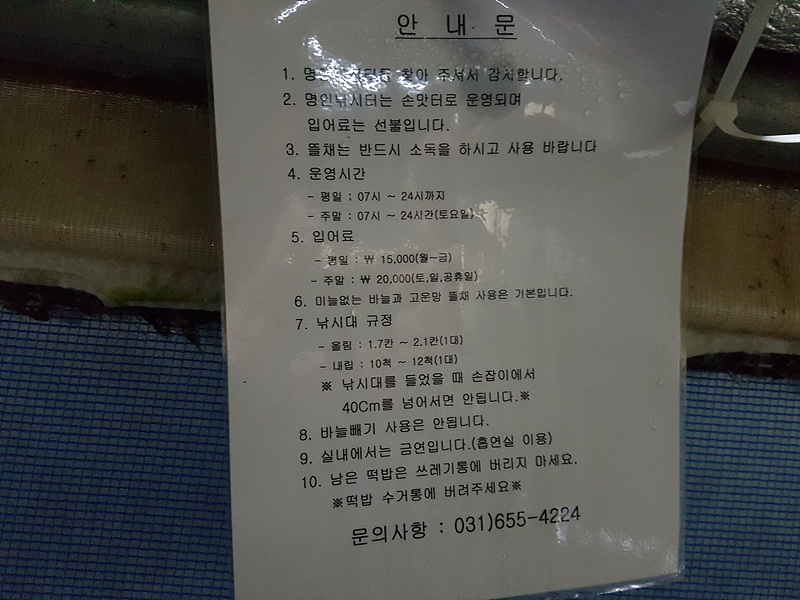 안 내 문
1. 찾아 주셔서 감사합니다.
2. 명인낚시터는 손맛터로 운영되며
입어료는 선불입니다.
3. 뜰채는 반드시 소독을 하시고 사용 바랍니다
4. 운영시간
- 평일 : 07시 ~ 24시까지
- 주말 : 07시 ~ 24시간(토요일)
5. 입어료
- 평일 : ₩ 15,000(월~금)
- 주말 : ₩ 20,000(토,일,공휴일)
6. 미늘없는 바늘과 고운망 뜰채 사용은 기본입니다.
7. 낚시대 규정
- 올림 : 1.7칸 ~ 2.1칸(1대)
- 내림 : 10척 ~ 12척(1대)
※ 낚시대를 들었을 때 손잡이에서
40Cm를 넘어서면 안됩니다.※
8. 바늘빼기 사용은 안됩니다.
9. 실내에서는 금연입니다.(흡연실 이용)
10. 남은 떡밥은 쓰레기통에 버리지 마세요.
※떡밥 수거통에 버려주세요※
문의사항 : 031)655-4224